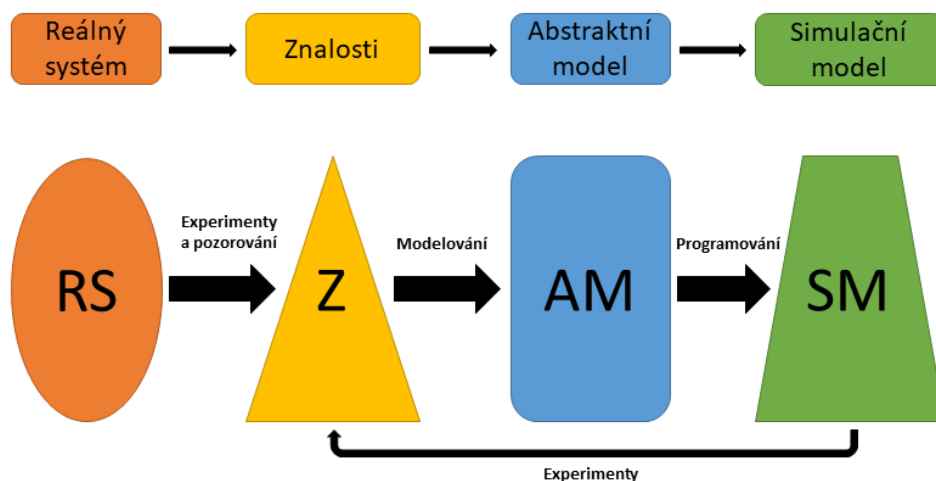 Reálný
systém
Znalosti
Abstraktní
model
Simulační
model
Experimenty
a pozorování
Modelování
Programování
RS
Z
AM
SM
Experimenty